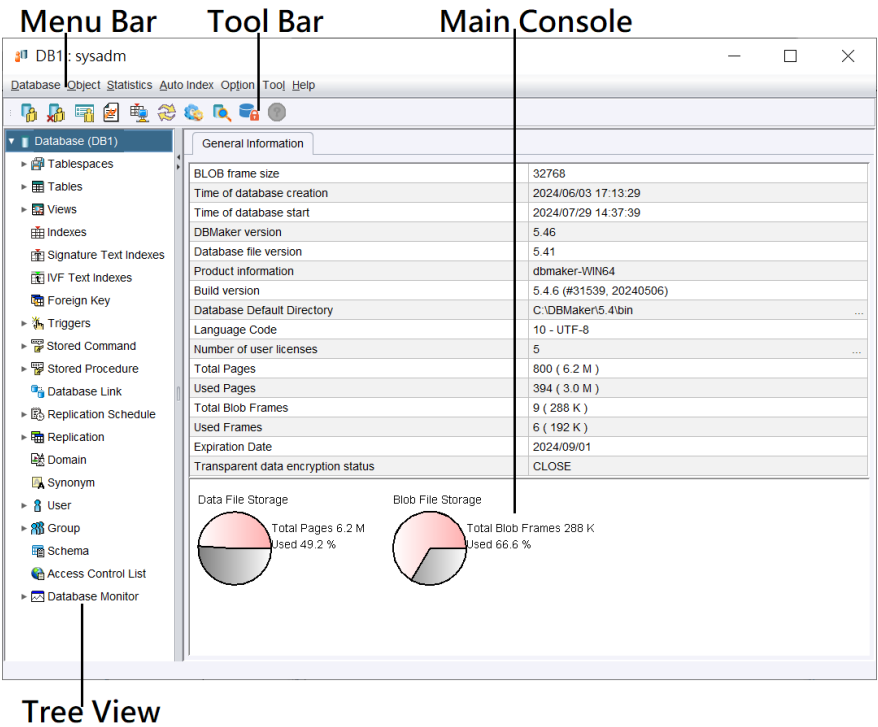 Menu Bar Tool Bar Main Console
DB1 : sysadm
Database Object Statistics Auto Index Option Tool Help
Database (DB1)
Tablespaces
Tables
Views
Indexes
Signature Text Indexes
IVF Text Indexes
Foreign Key
Triggers
Stored Command
Stored Procedure
Database Link
Replication Schedule
Replication
Domain
Synonym
User
Group
Schema
Access Control List
Database Monitor
General Information
BLOB frame size 32768
Time of database creation 2024/06/03 17:13:29
Time of database start 2024/07/29 14:37:39
DBMaker version 5.46
Database file version 5.41
Product information dbmaker-WIN64
Build version 5.4.6 (#31539, 20240506)
Database Default Directory C:\DBMaker\5.4\bin ...
Language Code 10 - UTF-8
Number of user licenses 5 ...
Total Pages 800 ( 6.2 M )
Used Pages 394 ( 3.0 M )
Total Blob Frames 9 ( 288 K )
Used Frames 6 ( 192 K )
Expiration Date 2024/09/01
Transparent data encryption status CLOSE
Data File Storage
Total Pages 6.2 M
Used 49.2 %
Blob File Storage
Total Blob Frames 288 K
Used 66.6 %
Tree View